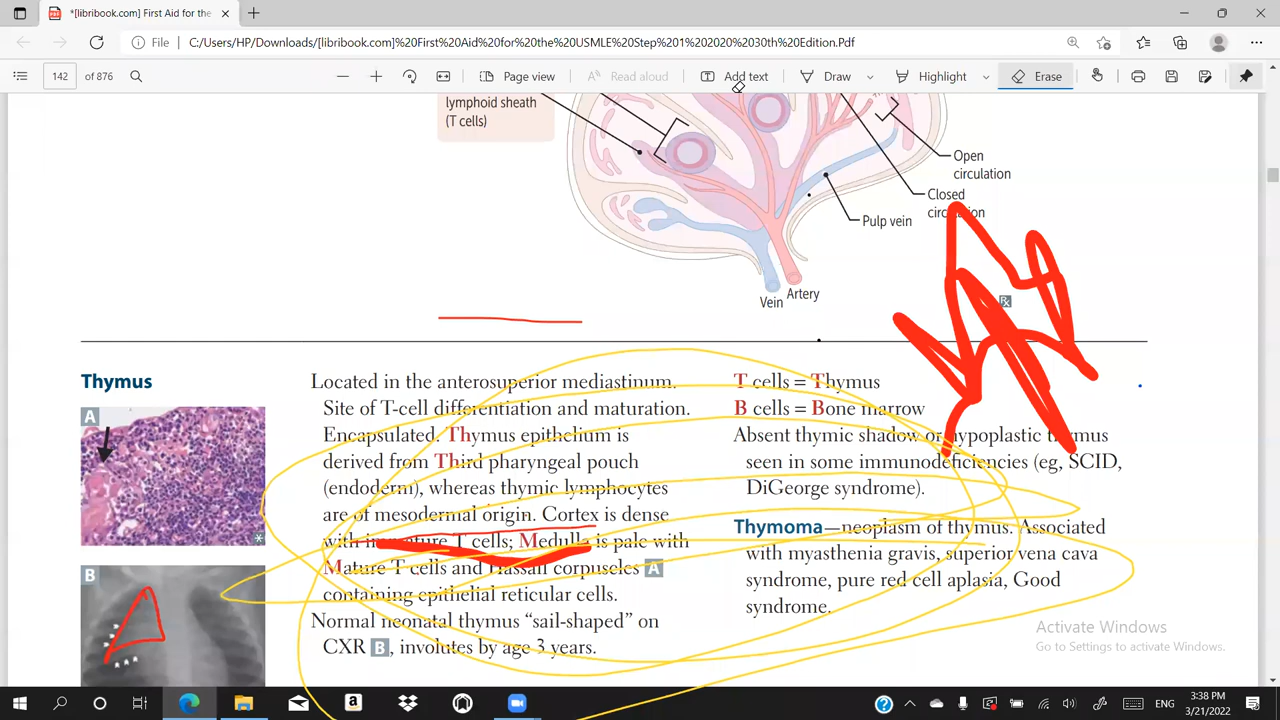 *[libribook.com] First Aid for the
File
C:/Users/HP/Downloads/[libribook.com]%20First%20Aid%20for%20the%20USMLE%20Step%201%202020%2030th%20Edition.Pdf
142 of 876
Page view
Read aloud
Add text
Draw
Highlight
Erase
lymphoid sheath
(T cells)
Open
circulation
Closed
circulation
Pulp vein
Vein
Artery
Rx
Thymus
A
B
Located in the anterosuperior mediastinum.
Site of T-cell differentiation and maturation.
Encapsulated. Thymus epithelium is
derived from Third pharyngeal pouch
(endoderm), whereas thymic lymphocytes
are of mesodermal origin. Cortex is dense
with immature T cells; Medulla is pale with
Mature T cells and Hassall corpuscles A
containing epithelial reticular cells.
Normal neonatal thymus “sail-shaped” on
CXR B, involutes by age 3 years.
T cells = Thymus
B cells = Bone marrow
Absent thymic shadow or hypoplastic thymus
seen in some immunodeficiencies (eg, SCID,
DiGeorge syndrome).
Thymoma—neoplasm of thymus. Associated
with myasthenia gravis, superior vena cava
syndrome, pure red cell aplasia, Good
syndrome.
Activate Windows
Go to Settings to activate Windows.
ENG
3:38 PM
3/21/2022